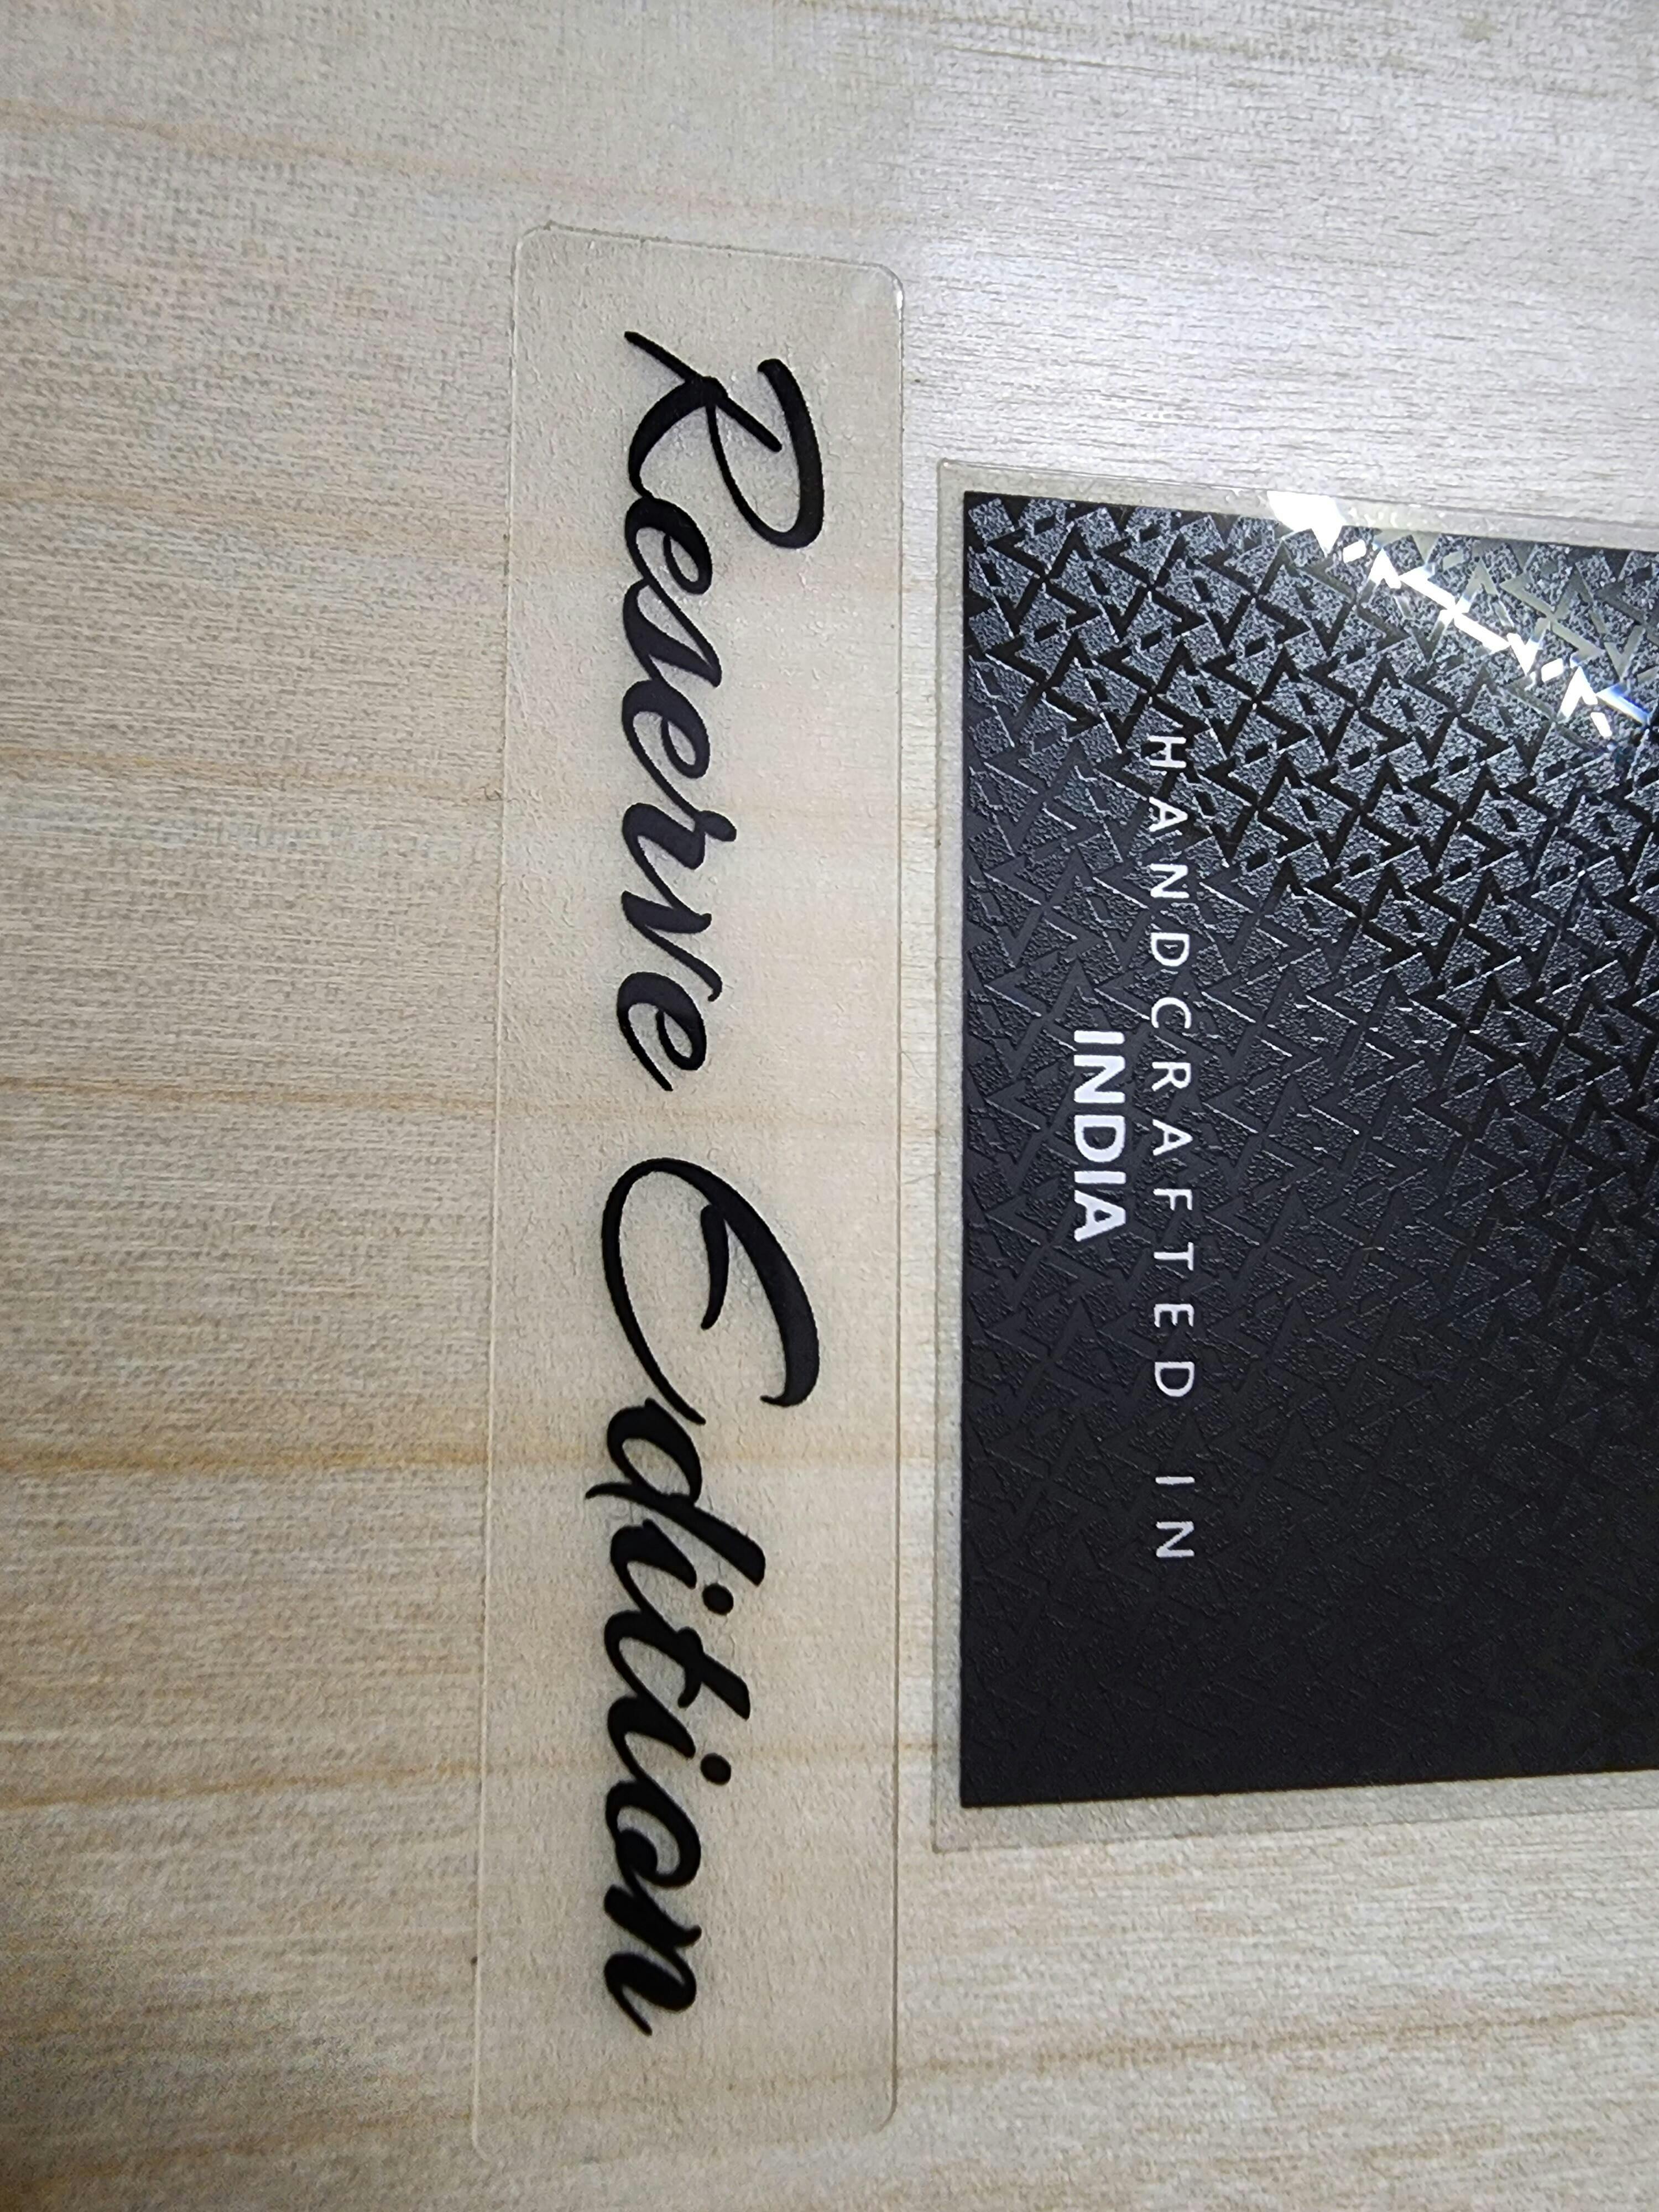 HANDCRAFTED IN
INDIA
Reserve Edition